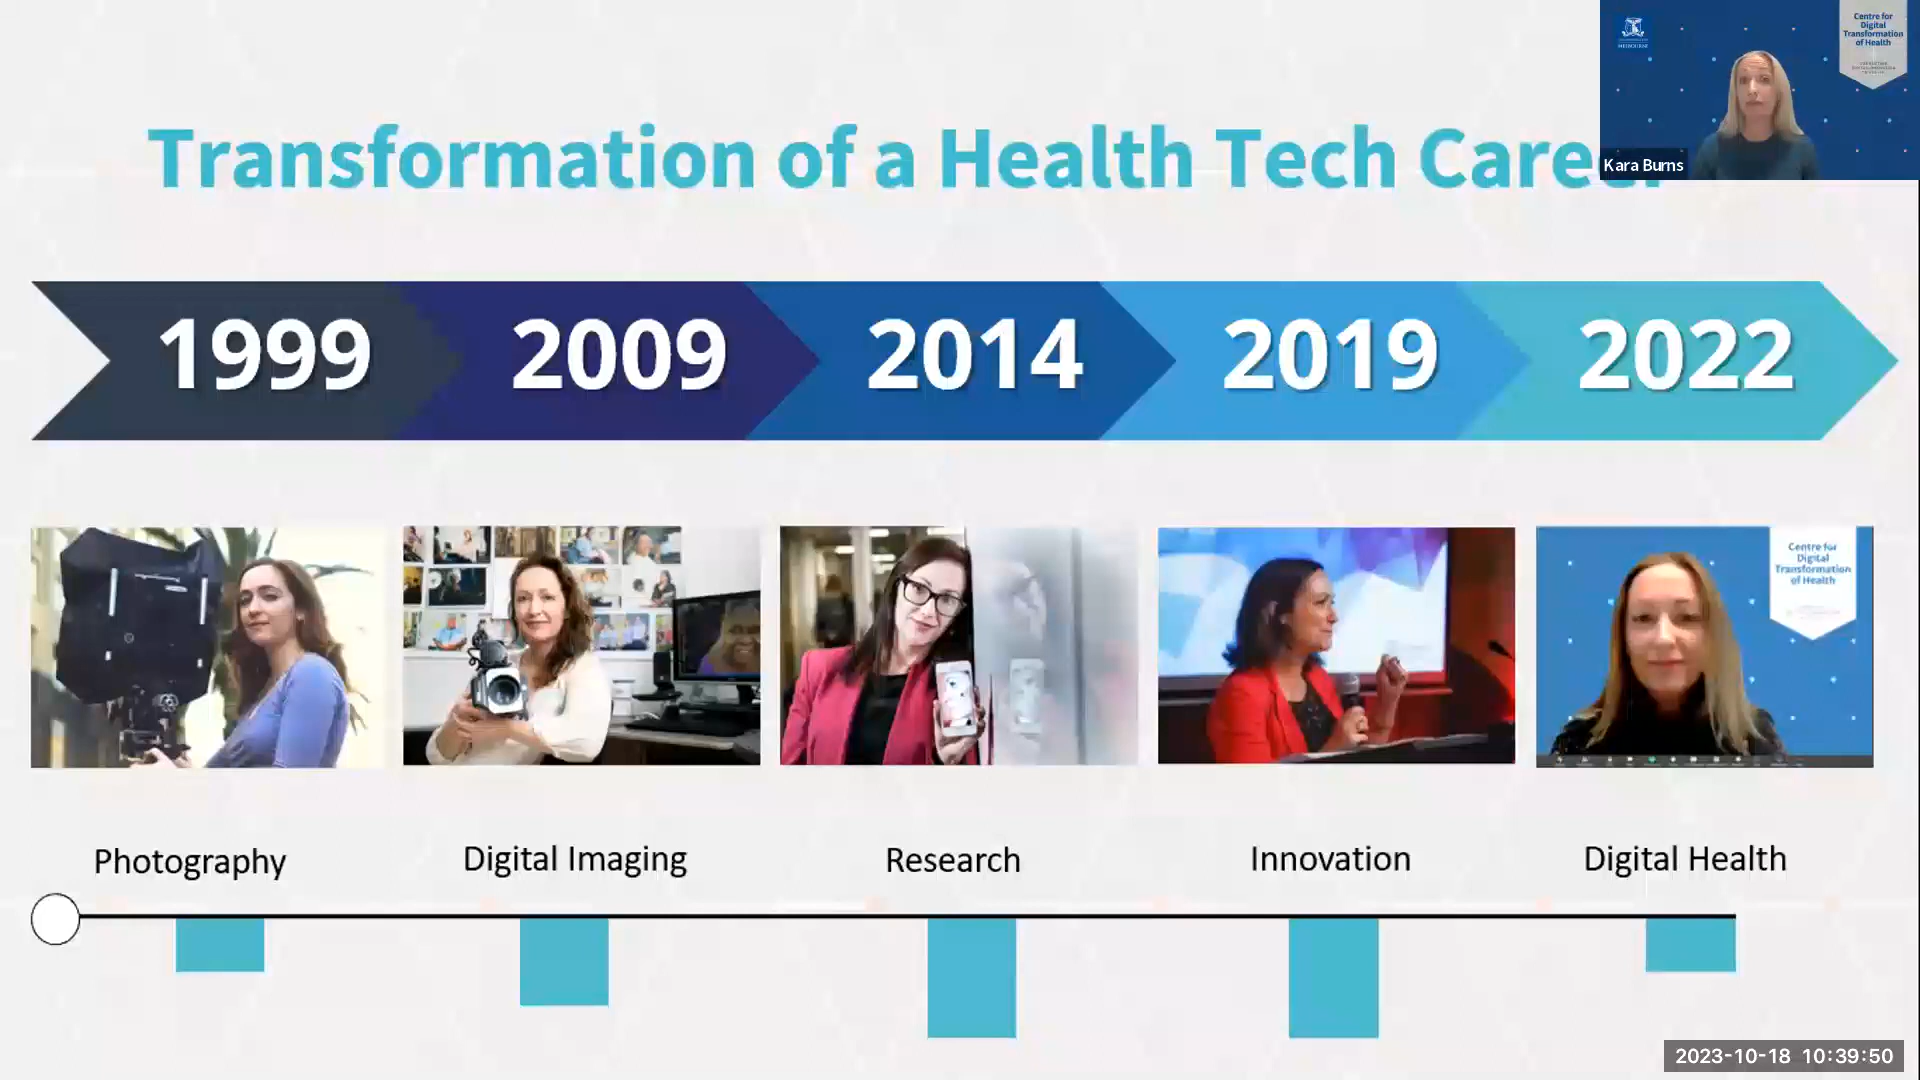 Centre for
Digital
Transformation
of Health
MELBOURNE
Kara Burns
Transformation of a Health Tech Career
1999
2009
2014
2019
2022
Centre for
Digital
Transformation
of Health
Photography
Digital Imaging
Research
Innovation
Digital Health
2023-10-18 10:39:50